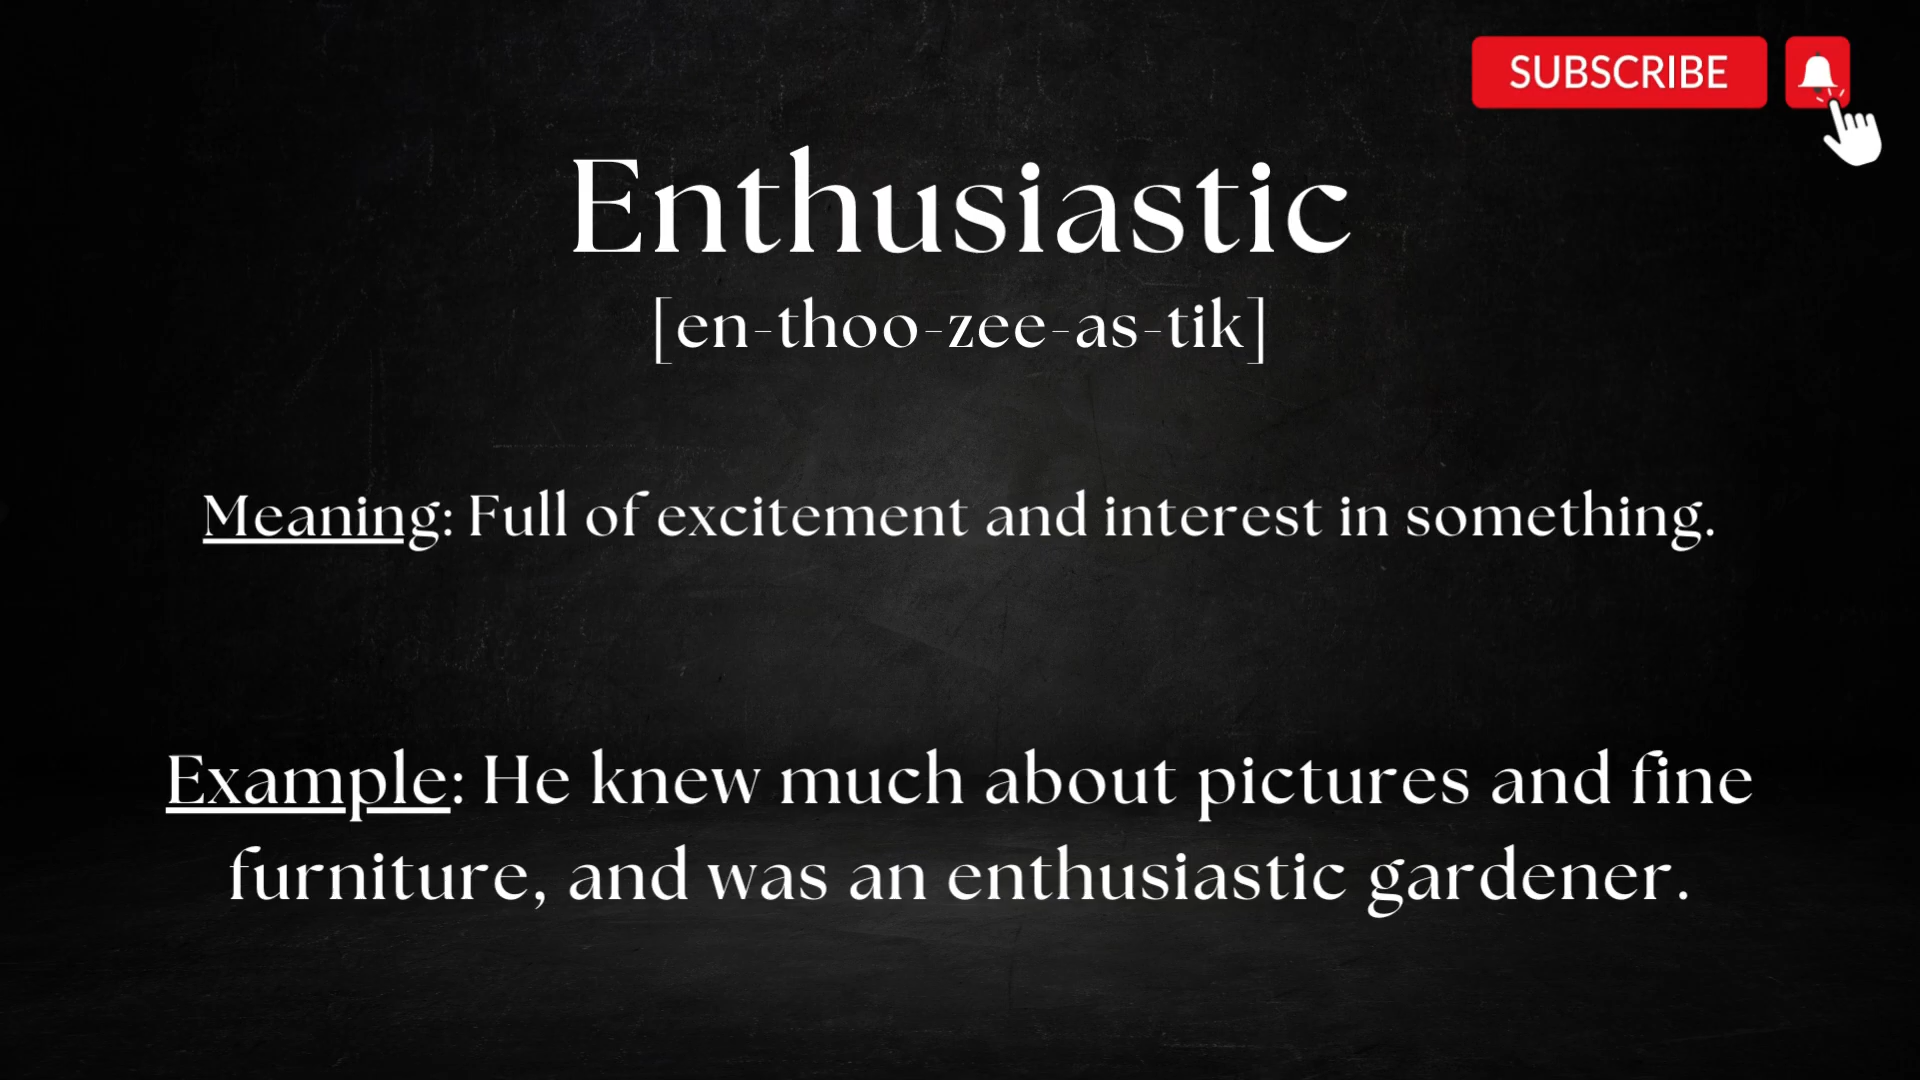 SUBSCRIBE
Enthusiastic
[en-thoo-zee-as-tik]
Meaning: Full of excitement and interest in something.
Example: He knew much about pictures and fine
furniture, and was an enthusiastic gardener.